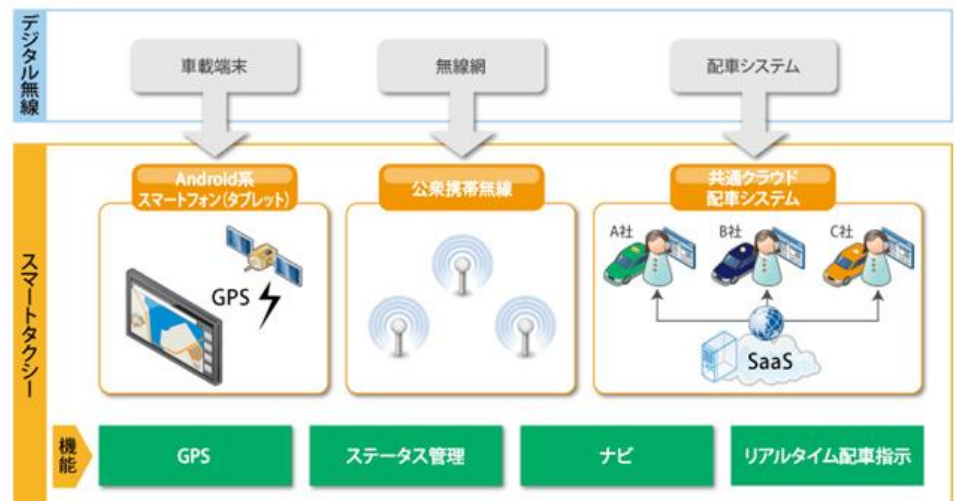 デジタル無線
車載端末
無線網
配車システム
スマートタクシー
Android系
スマートフォン(タブレット)
GPS
公衆携帯無線
共通クラウド
配車システム
A社
B社
C社
SaaS
機能
GPS
ステータス管理
ナビ
リアルタイム配車指示